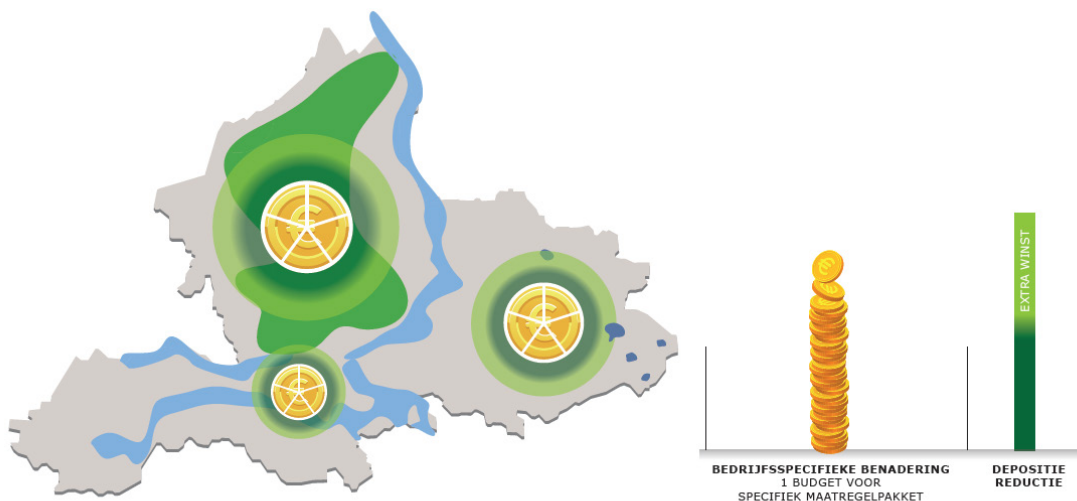 EXTRA WINST
BEDRIJFSSPECIFIEKE BENADERING
1 BUDGET VOOR
SPECIFIEK MAATREGELPAKKET
DEPOSITIE
REDUCTIE